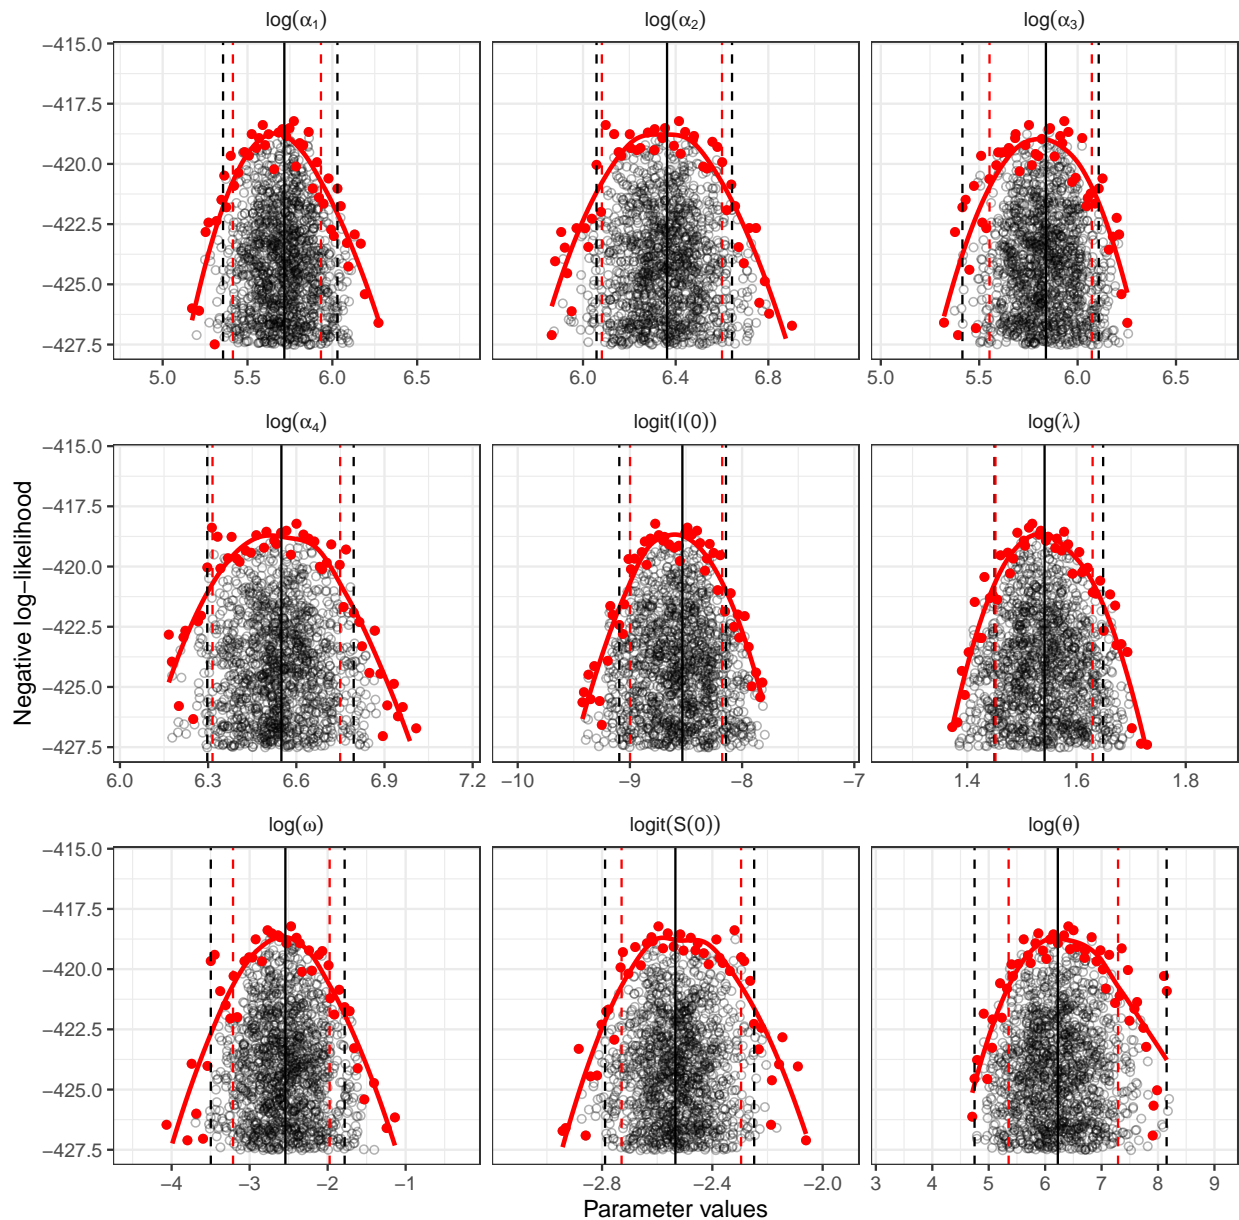 log(α₁) log(α₂) log(α₃)
−415.0
−417.5
−420.0
−422.5
−425.0
−427.5
5.0 5.5 6.0 6.5 6.0 6.4 6.8 5.0 5.5 6.0 6.5
log(α₄) logit(I(0)) log(λ)
−415.0
−417.5
−420.0
−422.5
−425.0
−427.5
6.0 6.3 6.6 6.9 7.2 −10 −9 −8 −7 1.4 1.6 1.8
log(ω) logit(S(0)) log(θ)
−415.0
−417.5
−420.0
−422.5
−425.0
−427.5
−4 −3 −2 −1 −2.8 −2.4 −2.0 3 4 5 6 7 8 9
Negative log−likelihood
Parameter values